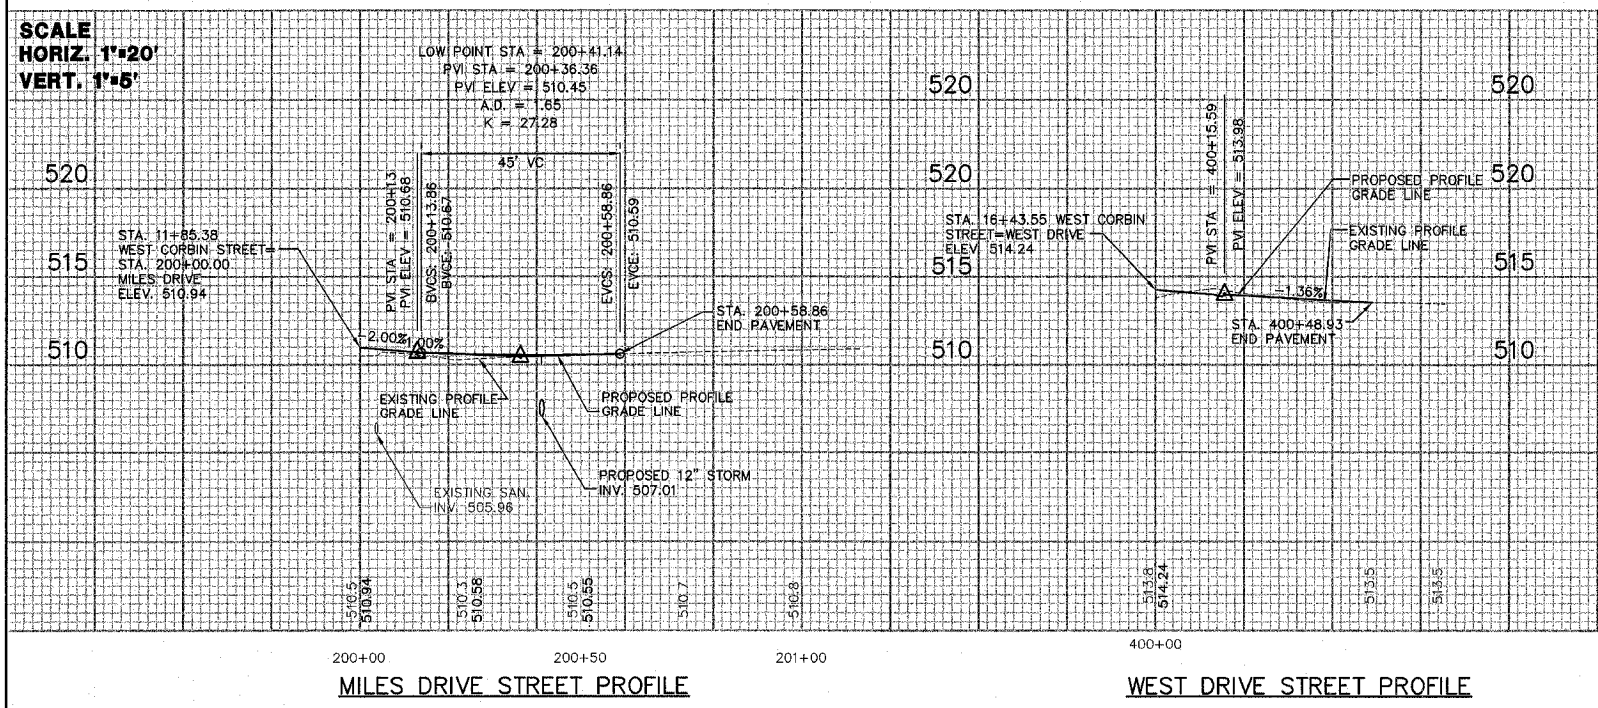 SCALE
HORIZ. 1"=20'
VERT. 1"=5'
LOW POINT STA = 200+41.14
PVI STA = 200+36.36
PVI ELEV = 510.45
A.D. = 1.65
K = 27.28
45' VC
520
515
510
PVI STA = 200+13
PVI ELEV = 510.68
BVCS: 200+13.86
BVCE: 510.67
EVCS: 200+58.86
EVCE: 510.59
STA. 11+85.38
WEST CORBIN STREET=
STA. 200+00.00
MILES DRIVE
ELEV. 510.94
-2.00%
-1.00%
STA. 200+58.86
END PAVEMENT
EXISTING PROFILE
GRADE LINE
PROPOSED PROFILE
GRADE LINE
EXISTING SAN.
INV. 505.96
PROPOSED 12" STORM
INV. 507.01
510.5
510.94
510.3
510.58
510.5
510.55
510.7
510.8
200+00
200+50
201+00
MILES DRIVE STREET PROFILE
520
520
515
510
STA. 16+43.55 WEST CORBIN
STREET=WEST DRIVE
ELEV 514.24
PVI STA = 400+15.59
PVI ELEV = 513.98
PROPOSED PROFILE
GRADE LINE
EXISTING PROFILE
GRADE LINE
-1.36%
STA. 400+48.93
END PAVEMENT
520
520
515
510
513.8
514.24
513.5
513.5
400+00
WEST DRIVE STREET PROFILE